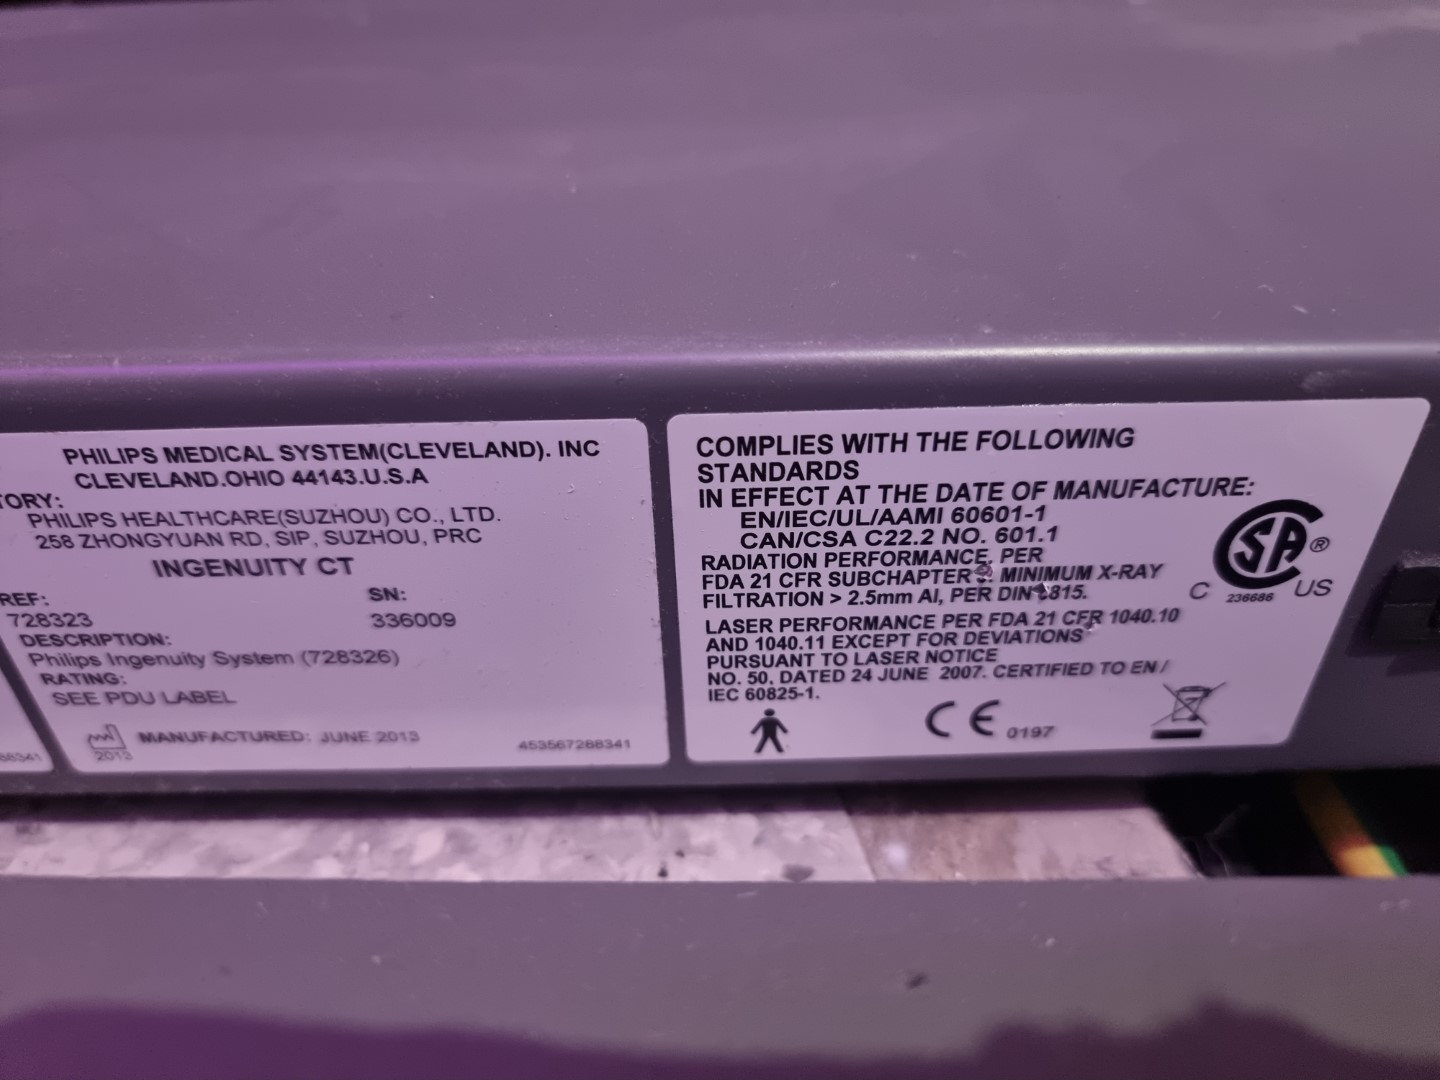 PHILIPS MEDICAL SYSTEM(CLEVELAND). INC
CLEVELAND.OHIO 44143.U.S.A
TORY:
PHILIPS HEALTHCARE(SUZHOU) CO., LTD.
258 ZHONGYUAN RD, SIP, SUZHOU, PRC
INGENUITY CT
REF:
SN:
728323
336009
DESCRIPTION:
Philips Ingenuity System (728326)
RATING:
SEE PDU LABEL
2013
MANUFACTURED: JUNE 2013
453567288341
88341
COMPLIES WITH THE FOLLOWING
STANDARDS
IN EFFECT AT THE DATE OF MANUFACTURE:
EN/IEC/UL/AAMI 60601-1
CAN/CSA C22.2 NO. 601.1
RADIATION PERFORMANCE, PER
FDA 21 CFR SUBCHAPTER MINIMUM X-RAY
FILTRATION > 2.5mm Al, PER DIN
LASER PERFORMANCE PER FDA 21 CFR 1040.10
AND 1040.11 EXCEPT FOR DEVIATIONS
PURSUANT TO LASER NOTICE
NO. 50, DATED 24 JUNE 2007. CERTIFIED TO EN /
IEC 60825-1.
SA ®
C 236686 US
CE 0197